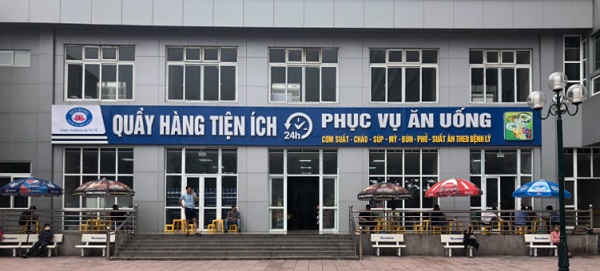 QUẦY HÀNG TIỆN ÍCH
24h
PHỤC VỤ ĂN UỐNG
CƠM SUẤT - CHÁO - SÚP - MỲ - BÚN - PHỞ - SUẤT ĂN THEO BỆNH LÝ